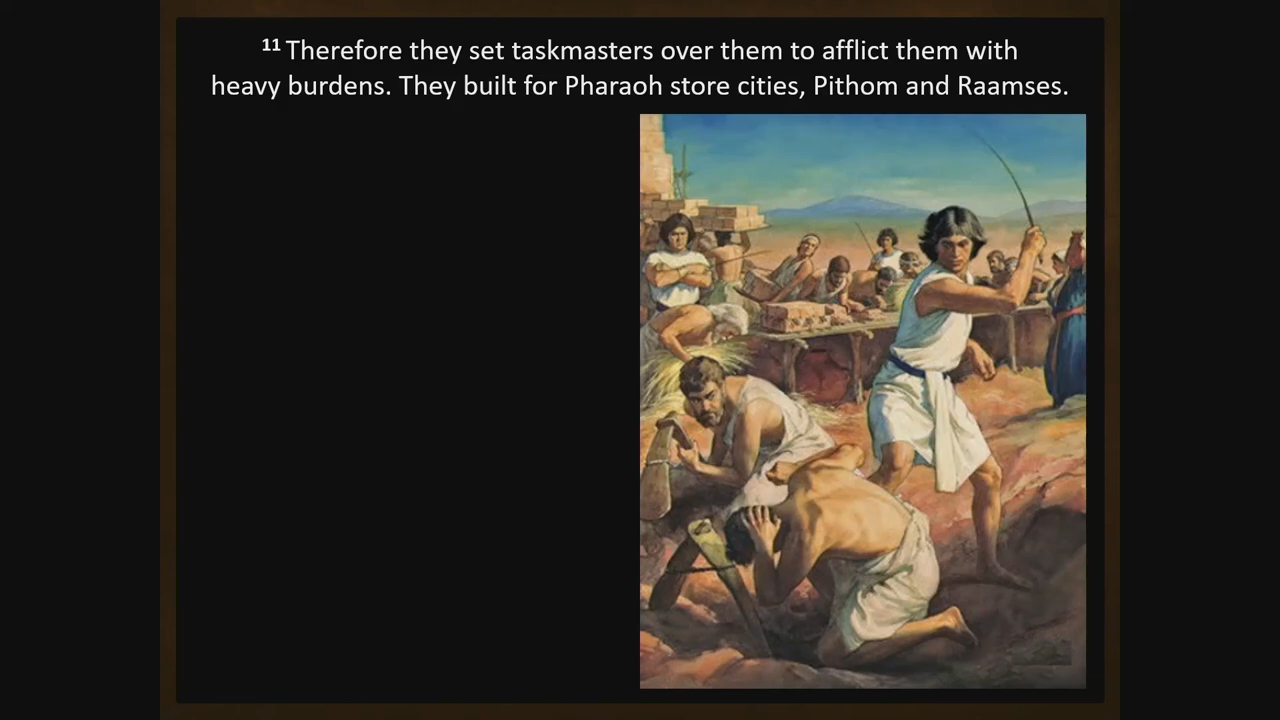 11 Therefore they set taskmasters over them to afflict them with
heavy burdens. They built for Pharaoh store cities, Pithom and Raamses.